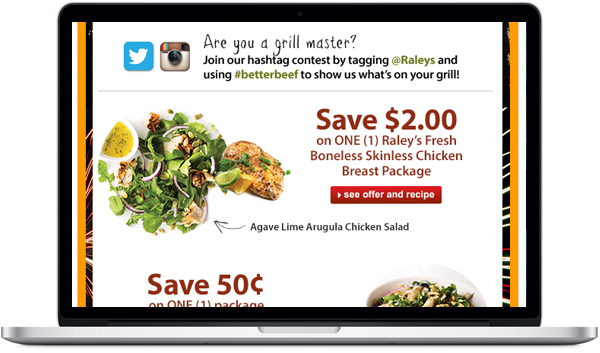 Are you a grill master?
Join our hashtag contest by tagging @Raleys and
using #betterbeef to show us what's on your grill!
Save $2.00
on ONE (1) Raley's Fresh
Boneless Skinless Chicken
Breast Package
see offer and recipe
Agave Lime Arugula Chicken Salad
Save 50¢
on ONE (1) package